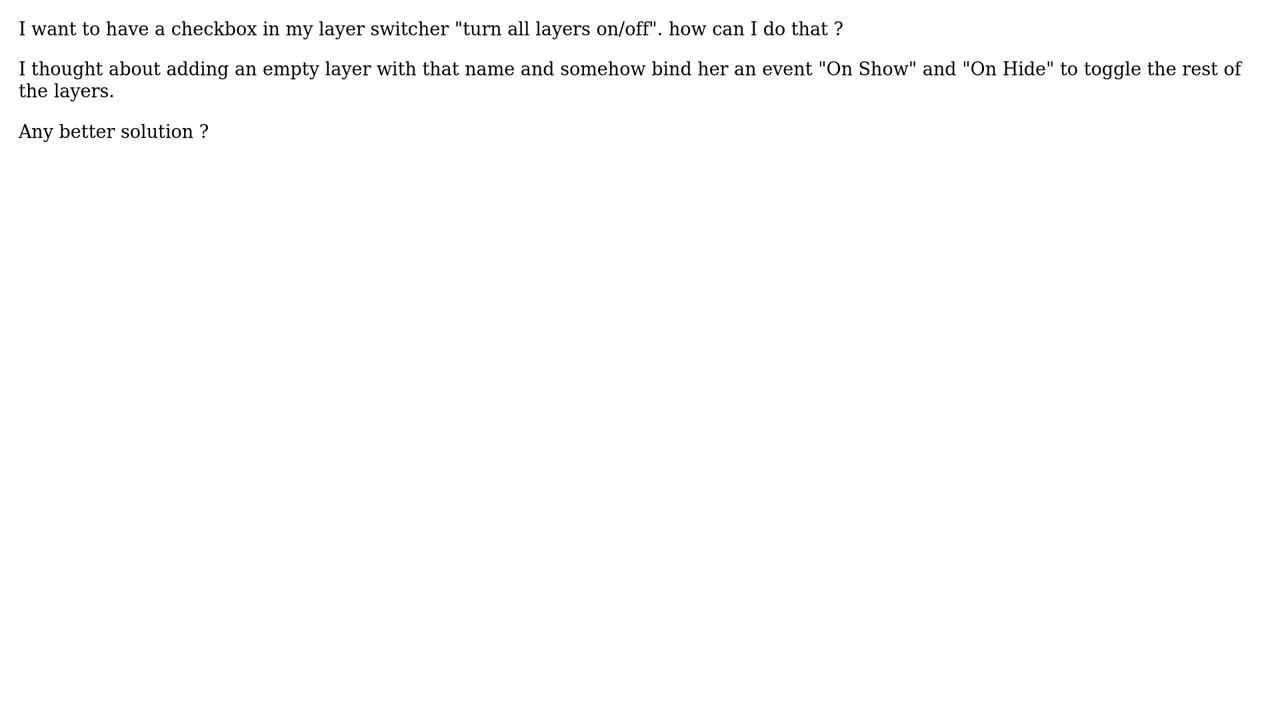 I want to have a checkbox in my layer switcher "turn all layers on/off". how can I do that ?
I thought about adding an empty layer with that name and somehow bind her an event "On Show" and "On Hide" to toggle the rest of
the layers.
Any better solution ?